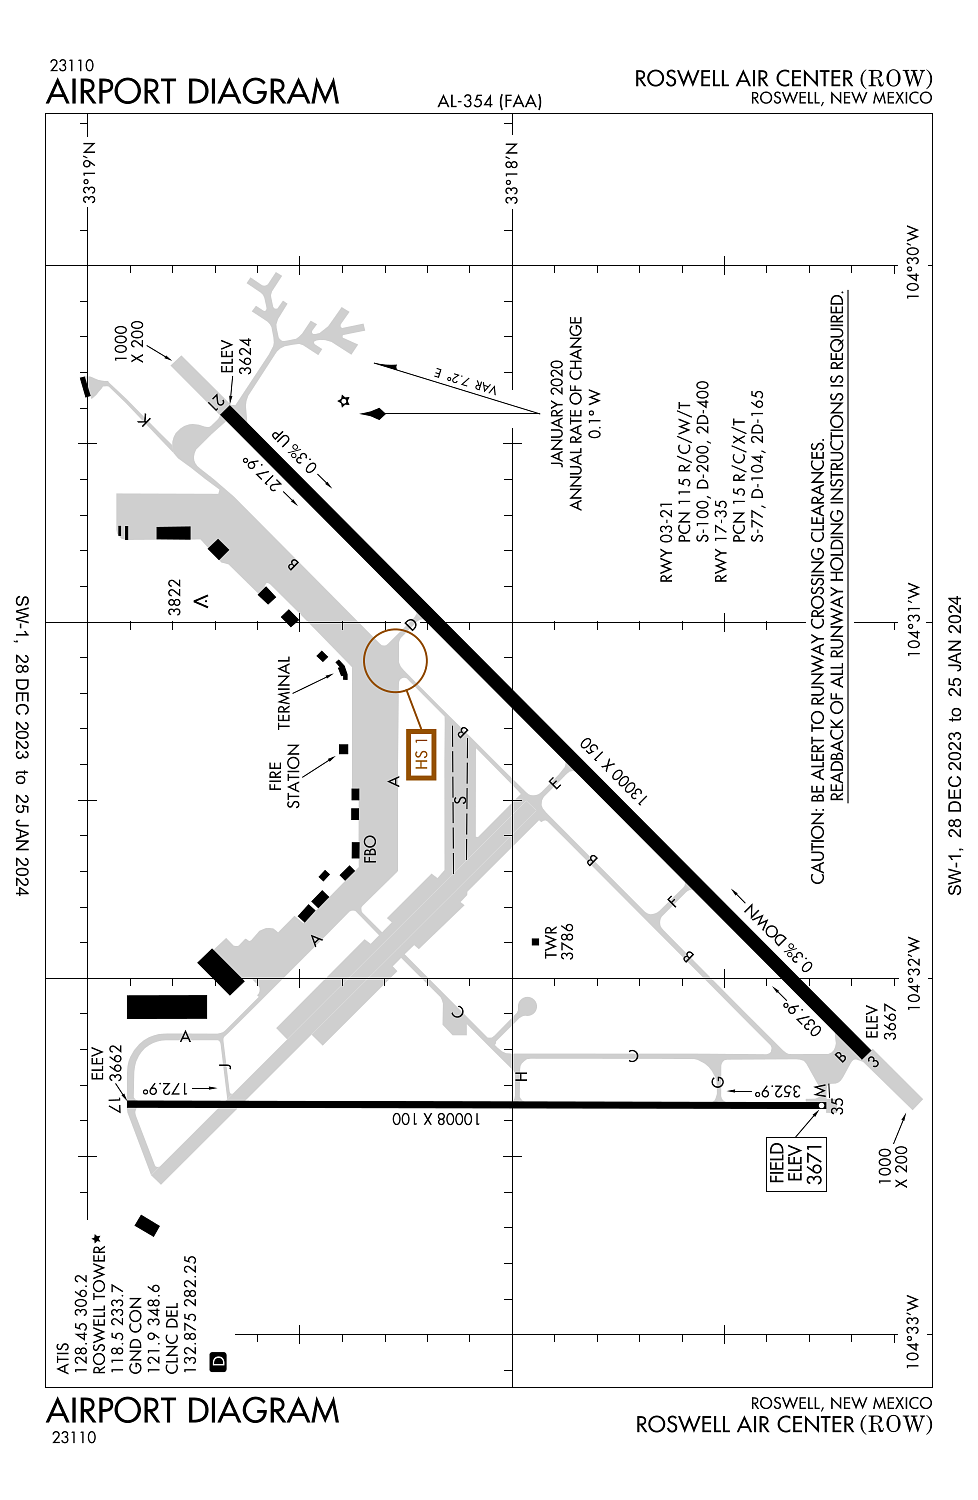 23110
AIRPORT DIAGRAM
AL-354 (FAA)
ROSWELL AIR CENTER (ROW)
ROSWELL, NEW MEXICO
33°19'N
33°18'N
104°30'W
104°31'W
104°32'W
104°33'W
1000
X 200
ELEV
3624
21
K
217.9°
0.3% UP
VAR 7.2° E
JANUARY 2020
ANNUAL RATE OF CHANGE
0.1° W
RWY 03-21
PCN 115 R/C/W/T
S-100, D-200, 2D-400
RWY 17-35
PCN 15 R/C/X/T
S-77, D-104, 2D-165
CAUTION: BE ALERT TO RUNWAY CROSSING CLEARANCES.
READBACK OF ALL RUNWAY HOLDING INSTRUCTIONS IS REQUIRED.
3822
B
D
TERMINAL
HS 1
FIRE
STATION
A
B
S
E
13000 X 150
FBO
B
F
A
TWR
3786
B
0.3% DOWN
C
037.9°
ELEV
3667
A
J
C
B
3
ELEV
3662
172.9°
17
H
G
352.9°
W
35
10008 X 100
FIELD
ELEV
3671
1000
X 200
ATIS
128.45 306.2
ROSWELL TOWER★
118.5 233.7
GND CON
121.9 348.6
CLNC DEL
132.875 282.25
D
SW-1, 28 DEC 2023 to 25 JAN 2024
SW-1, 28 DEC 2023 to 25 JAN 2024
AIRPORT DIAGRAM
23110
ROSWELL, NEW MEXICO
ROSWELL AIR CENTER (ROW)